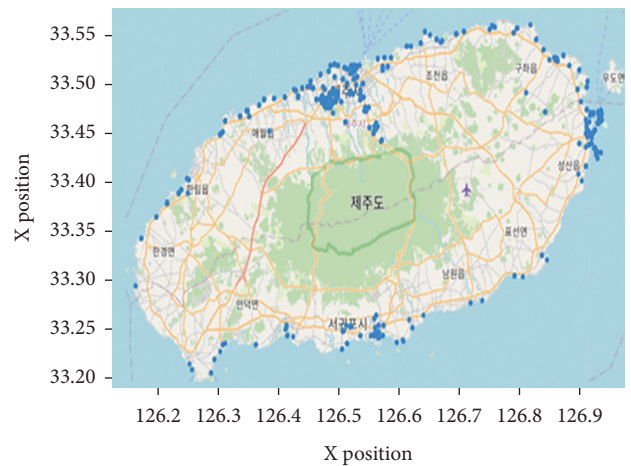 33.55
33.50
33.45
33.40
33.35
33.30
33.25
33.20
X position
구좌읍
조천읍
우도면
애월읍
성산읍
한림읍
제주도
표선면
한경면
남원읍
안덕면
서귀포시
126.2 126.3 126.4 126.5 126.6 126.7 126.8 126.9
X position